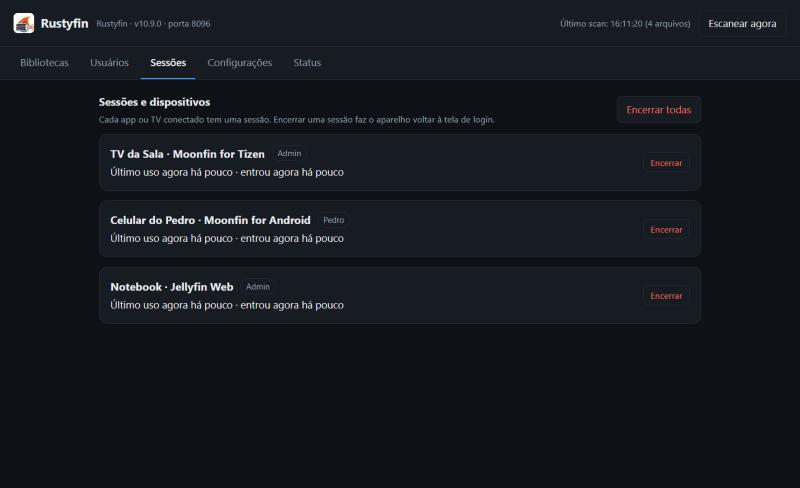 Rustyfin Rustyfin · v10.9.0 · porta 8096 Último scan: 16:11:20 (4 arquivos) Escanear agora
Bibliotecas Usuários Sessões Configurações Status
Sessões e dispositivos
Cada app ou TV conectado tem uma sessão. Encerrar uma sessão faz o aparelho voltar à tela de login.
Encerrar todas
TV da Sala · Moonfin for Tizen Admin
Último uso agora há pouco · entrou agora há pouco
Encerrar
Celular do Pedro · Moonfin for Android Pedro
Último uso agora há pouco · entrou agora há pouco
Encerrar
Notebook · Jellyfin Web Admin
Último uso agora há pouco · entrou agora há pouco
Encerrar